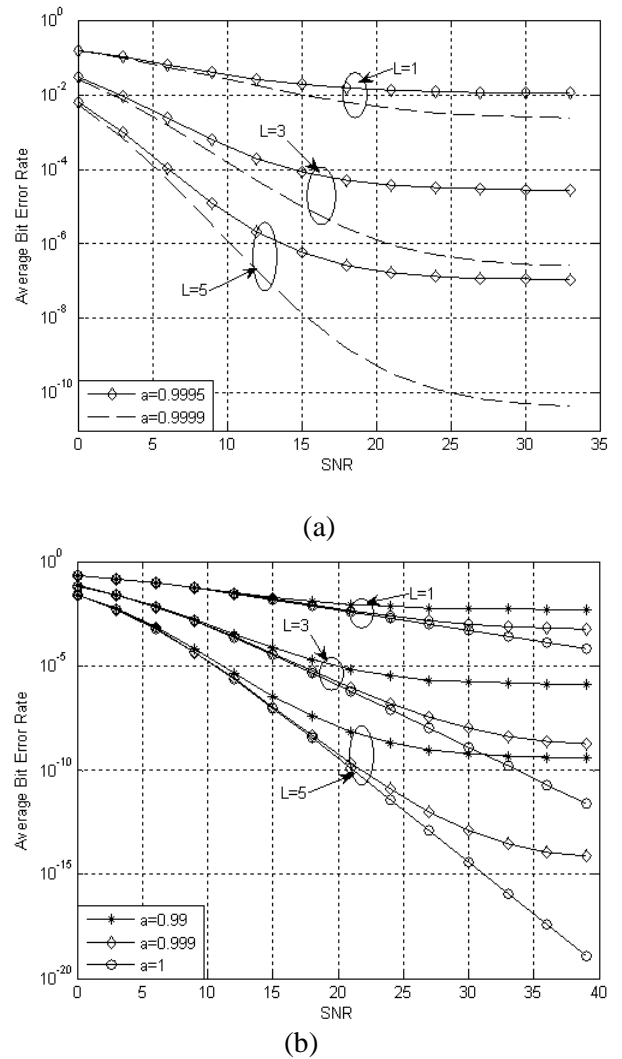 10^0
10^-2
10^-4
10^-6
10^-8
10^-10
Average Bit Error Rate
L=1
L=3
L=5
a=0.9995
a=0.9999
0 5 10 15 20 25 30 35
SNR
(a)
10^0
10^-5
10^-10
10^-15
10^-20
Average Bit Error Rate
L=1
L=3
L=5
a=0.99
a=0.999
a=1
0 5 10 15 20 25 30 35 40
SNR
(b)